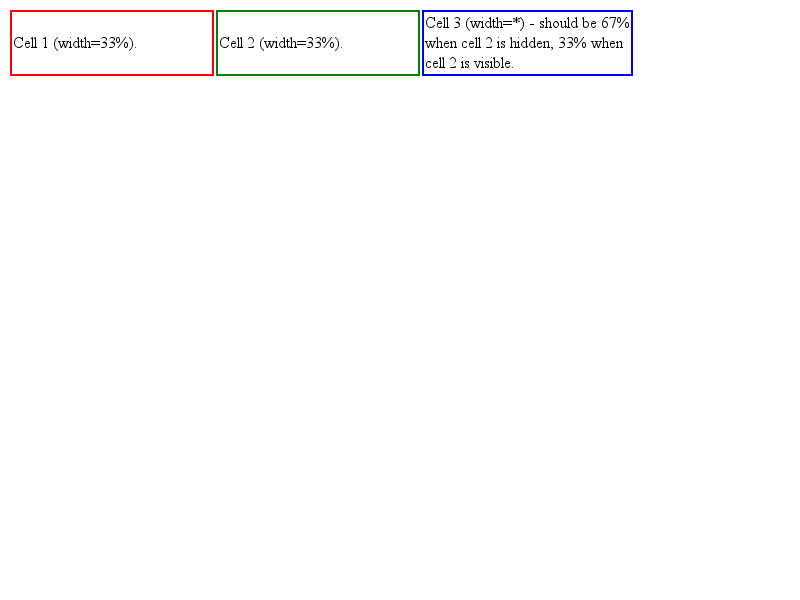 Cell 1 (width=33%).
Cell 2 (width=33%).
Cell 3 (width=*) - should be 67%
when cell 2 is hidden, 33% when
cell 2 is visible.